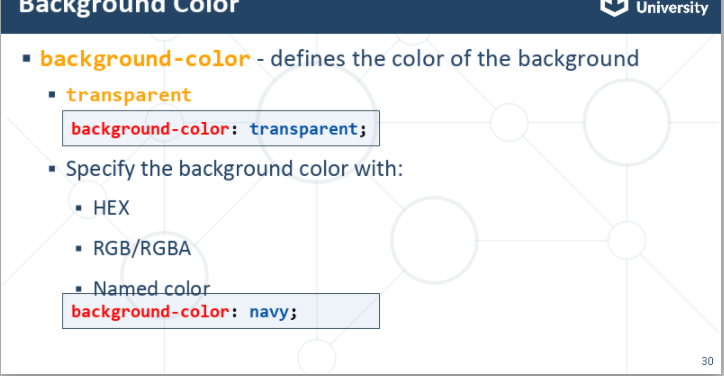 Background Color
University
▪ background-color - defines the color of the background
▪ transparent
background-color: transparent;
▪ Specify the background color with:
▪ HEX
▪ RGB/RGBA
▪ Named color
background-color: navy;
30